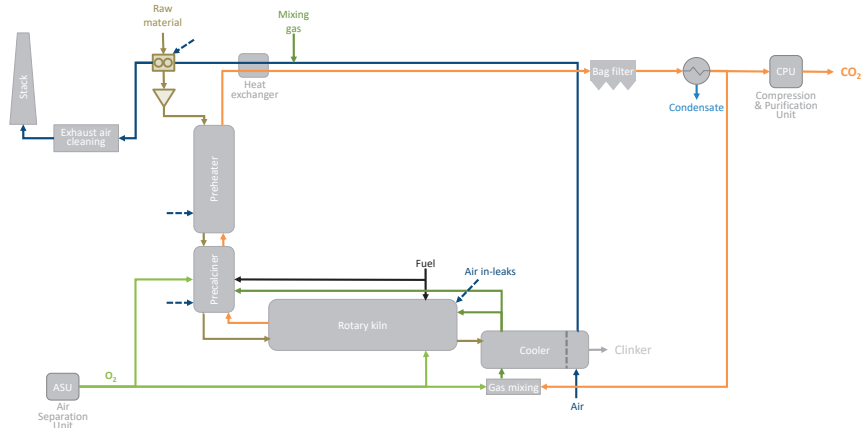 Raw
material
Mixing
gas
Stack
Heat
exchanger
Bag filter
CPU
CO2
Compression
& Purification
Unit
Condensate
Exhaust air
cleaning
Preheater
Precalciner
Fuel
Air in-leaks
Rotary kiln
Cooler
Clinker
O2
ASU
Air
Separation
Unit
Gas mixing
Air